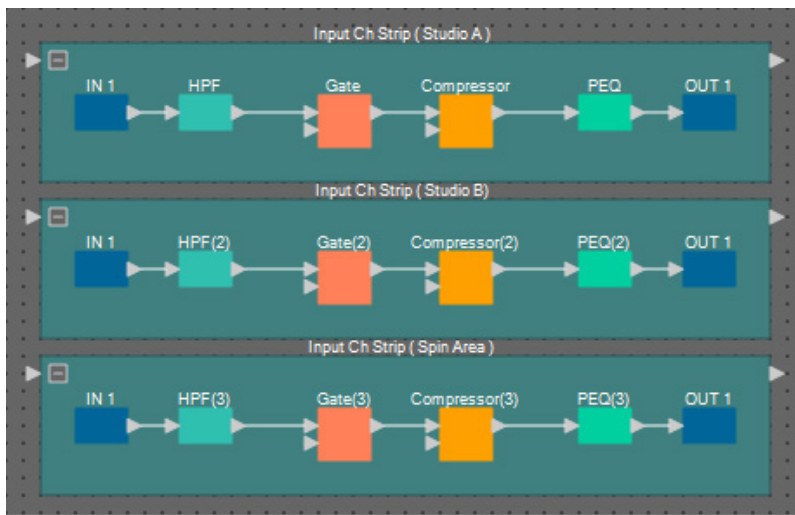 Input Ch Strip ( Studio A )
IN 1 HPF Gate Compressor PEQ OUT 1
Input Ch Strip ( Studio B)
IN 1 HPF(2) Gate(2) Compressor(2) PEQ(2) OUT 1
Input Ch Strip ( Spin Area )
IN 1 HPF(3) Gate(3) Compressor(3) PEQ(3) OUT 1